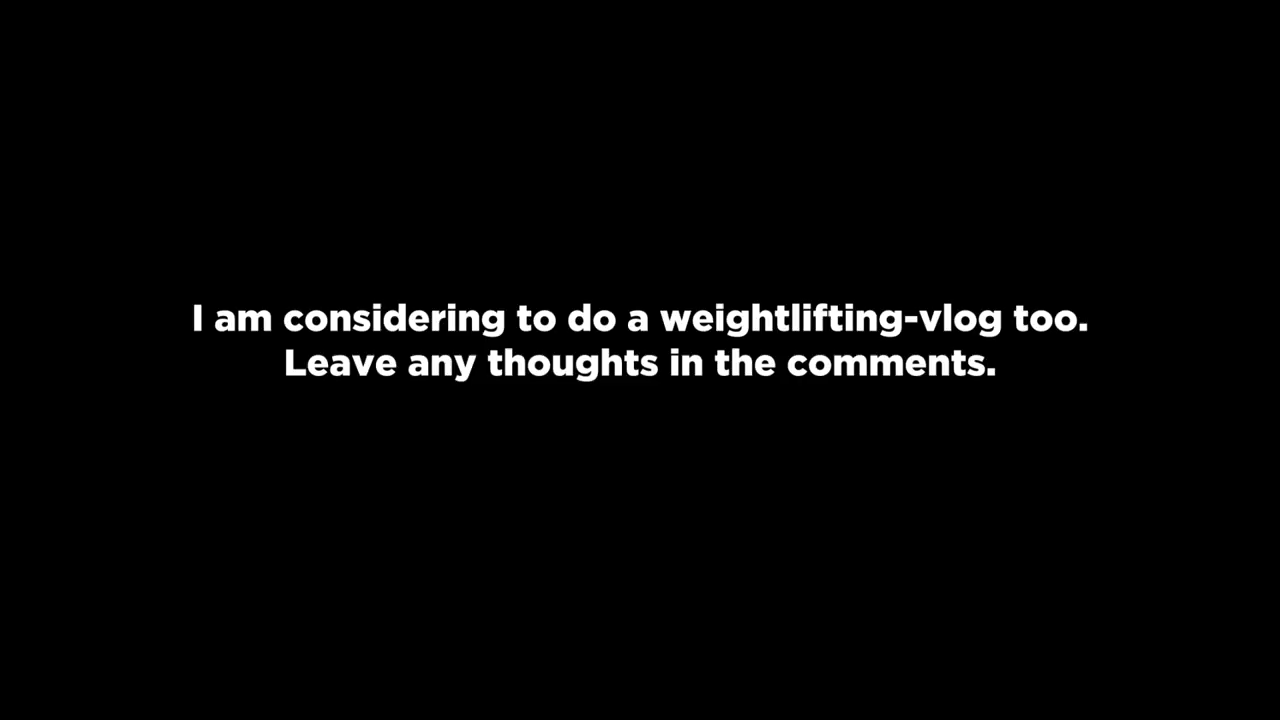 I am considering to do a weightlifting-vlog too.
Leave any thoughts in the comments.